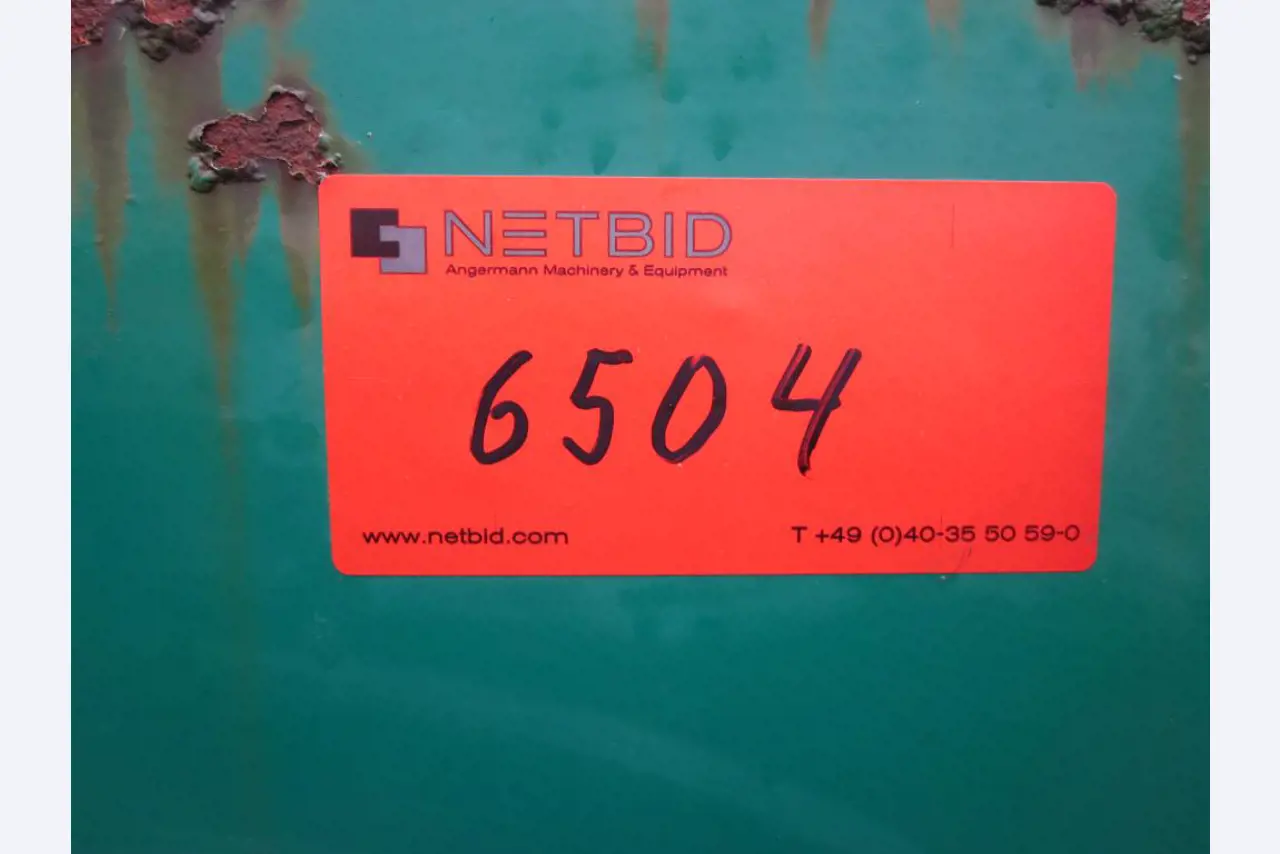 NETBID
Angermann Machinery & Equipment
6504
www.netbid.com T +49 (0)40-35 50 59-0